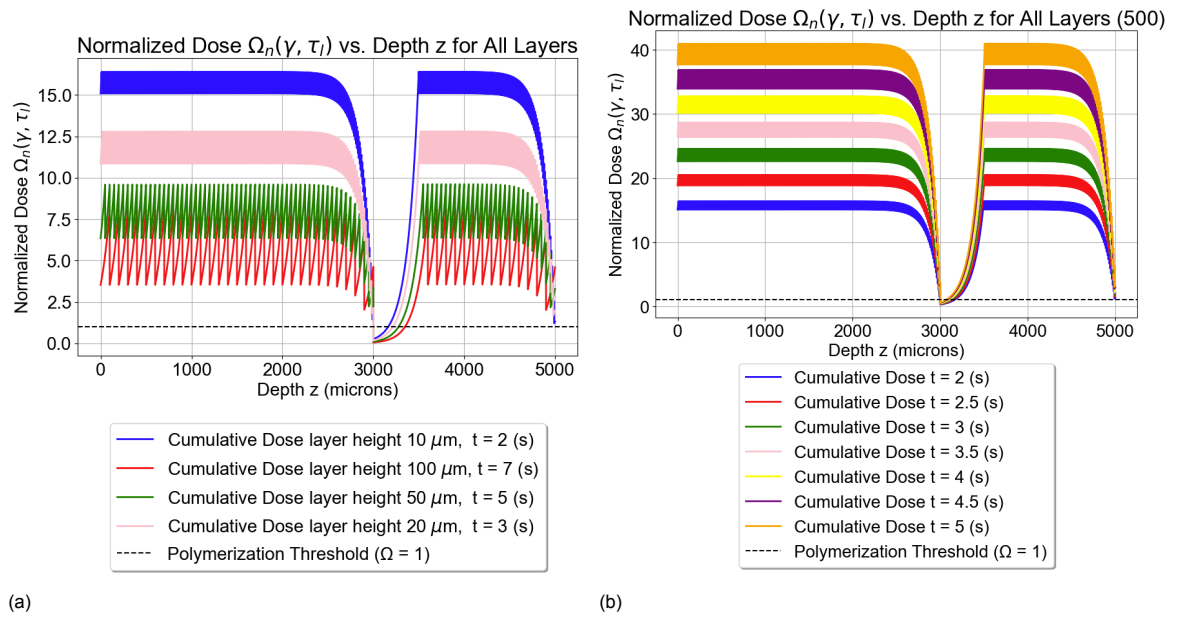 Normalized Dose Ωₙ(γ, τₗ) vs. Depth z for All Layers
Normalized Dose Ωₙ(γ, τₗ)
15.0
12.5
10.0
7.5
5.0
2.5
0.0
0 1000 2000 3000 4000 5000
Depth z (microns)
Cumulative Dose layer height 10 μm, t = 2 (s)
Cumulative Dose layer height 100 μm, t = 7 (s)
Cumulative Dose layer height 50 μm, t = 5 (s)
Cumulative Dose layer height 20 μm, t = 3 (s)
Polymerization Threshold (Ω = 1)
(a)
Normalized Dose Ωₙ(γ, τₗ) vs. Depth z for All Layers (500)
Normalized Dose Ωₙ(γ, τₗ)
40
30
20
10
0
0 1000 2000 3000 4000 5000
Depth z (microns)
Cumulative Dose t = 2 (s)
Cumulative Dose t = 2.5 (s)
Cumulative Dose t = 3 (s)
Cumulative Dose t = 3.5 (s)
Cumulative Dose t = 4 (s)
Cumulative Dose t = 4.5 (s)
Cumulative Dose t = 5 (s)
Polymerization Threshold (Ω = 1)
(b)